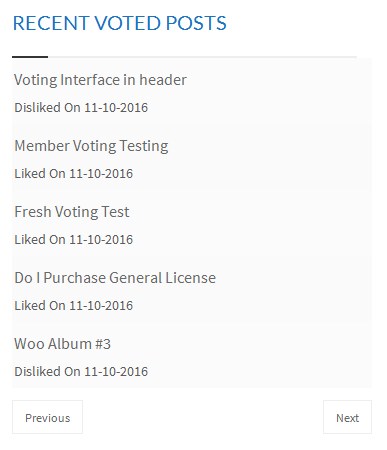 RECENT VOTED POSTS
Voting Interface in header
Disliked On 11-10-2016
Member Voting Testing
Liked On 11-10-2016
Fresh Voting Test
Liked On 11-10-2016
Do I Purchase General License
Liked On 11-10-2016
Woo Album #3
Disliked On 11-10-2016
Previous
Next